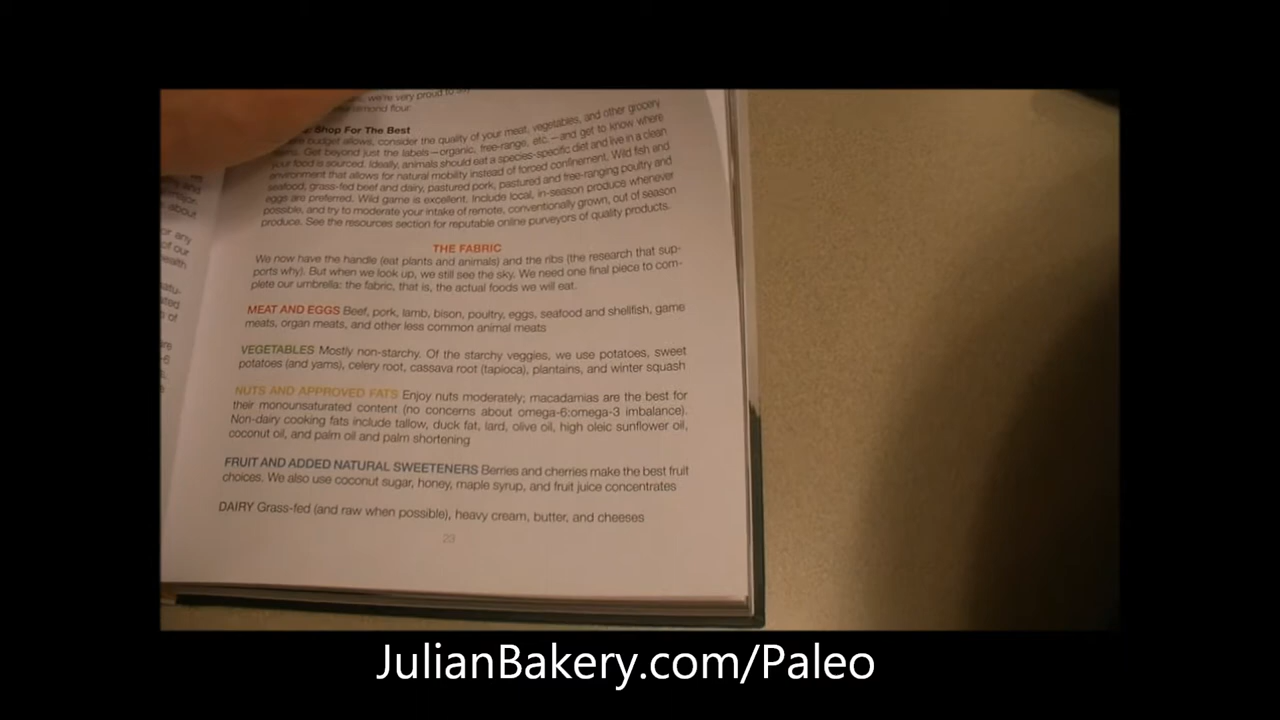 we're very proud to
almond flour.
Shop For The Best
budget allows, consider the quality of your meat, vegetables, and other grocery
items. Get beyond just the labels—organic, free-range, etc.—and get to know where
your food is sourced. Ideally, animals should eat a species-specific diet and live in a clean
environment that allows for natural mobility instead of forced confinement. Wild fish and
seafood, grass-fed beef and dairy, pastured pork, pastured and free-ranging poultry and
eggs are preferred. Wild game is excellent. Include local, in-season produce whenever
possible, and try to moderate your intake of remote, conventionally grown, out of season
produce. See the resources section for reputable online purveyors of quality products.
THE FABRIC
We now have the handle (eat plants and animals) and the ribs (the research that sup-
ports why). But when we look up, we still see the sky. We need one final piece to com-
plete our umbrella: the fabric, that is, the actual foods we will eat.
MEAT AND EGGS Beef, pork, lamb, bison, poultry, eggs, seafood and shellfish, game
meats, organ meats, and other less common animal meats
VEGETABLES Mostly non-starchy. Of the starchy veggies, we use potatoes, sweet
potatoes (and yams), celery root, cassava root (tapioca), plantains, and winter squash
NUTS AND APPROVED FATS Enjoy nuts moderately; macadamias are the best for
their monounsaturated content (no concerns about omega-6:omega-3 imbalance).
Non-dairy cooking fats include tallow, duck fat, lard, olive oil, high oleic sunflower oil,
coconut oil, and palm oil and palm shortening
FRUIT AND ADDED NATURAL SWEETENERS Berries and cherries make the best fruit
choices. We also use coconut sugar, honey, maple syrup, and fruit juice concentrates
DAIRY Grass-fed (and raw when possible), heavy cream, butter, and cheeses
23
JulianBakery.com/Paleo